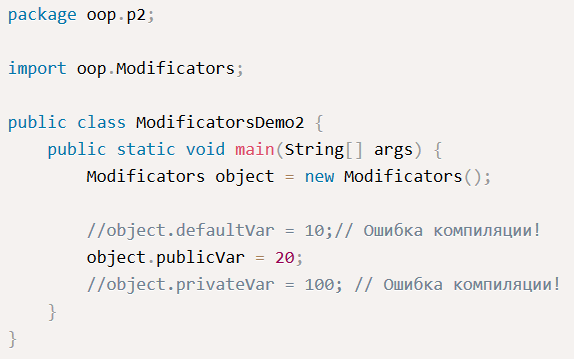 package oop.p2;
import oop.Modificators;
public class ModificatorsDemo2 {
    public static void main(String[] args) {
        Modificators object = new Modificators();
        //object.defaultVar = 10;// Ошибка компиляции!
        object.publicVar = 20;
        //object.privateVar = 100; // Ошибка компиляции!
    }
}